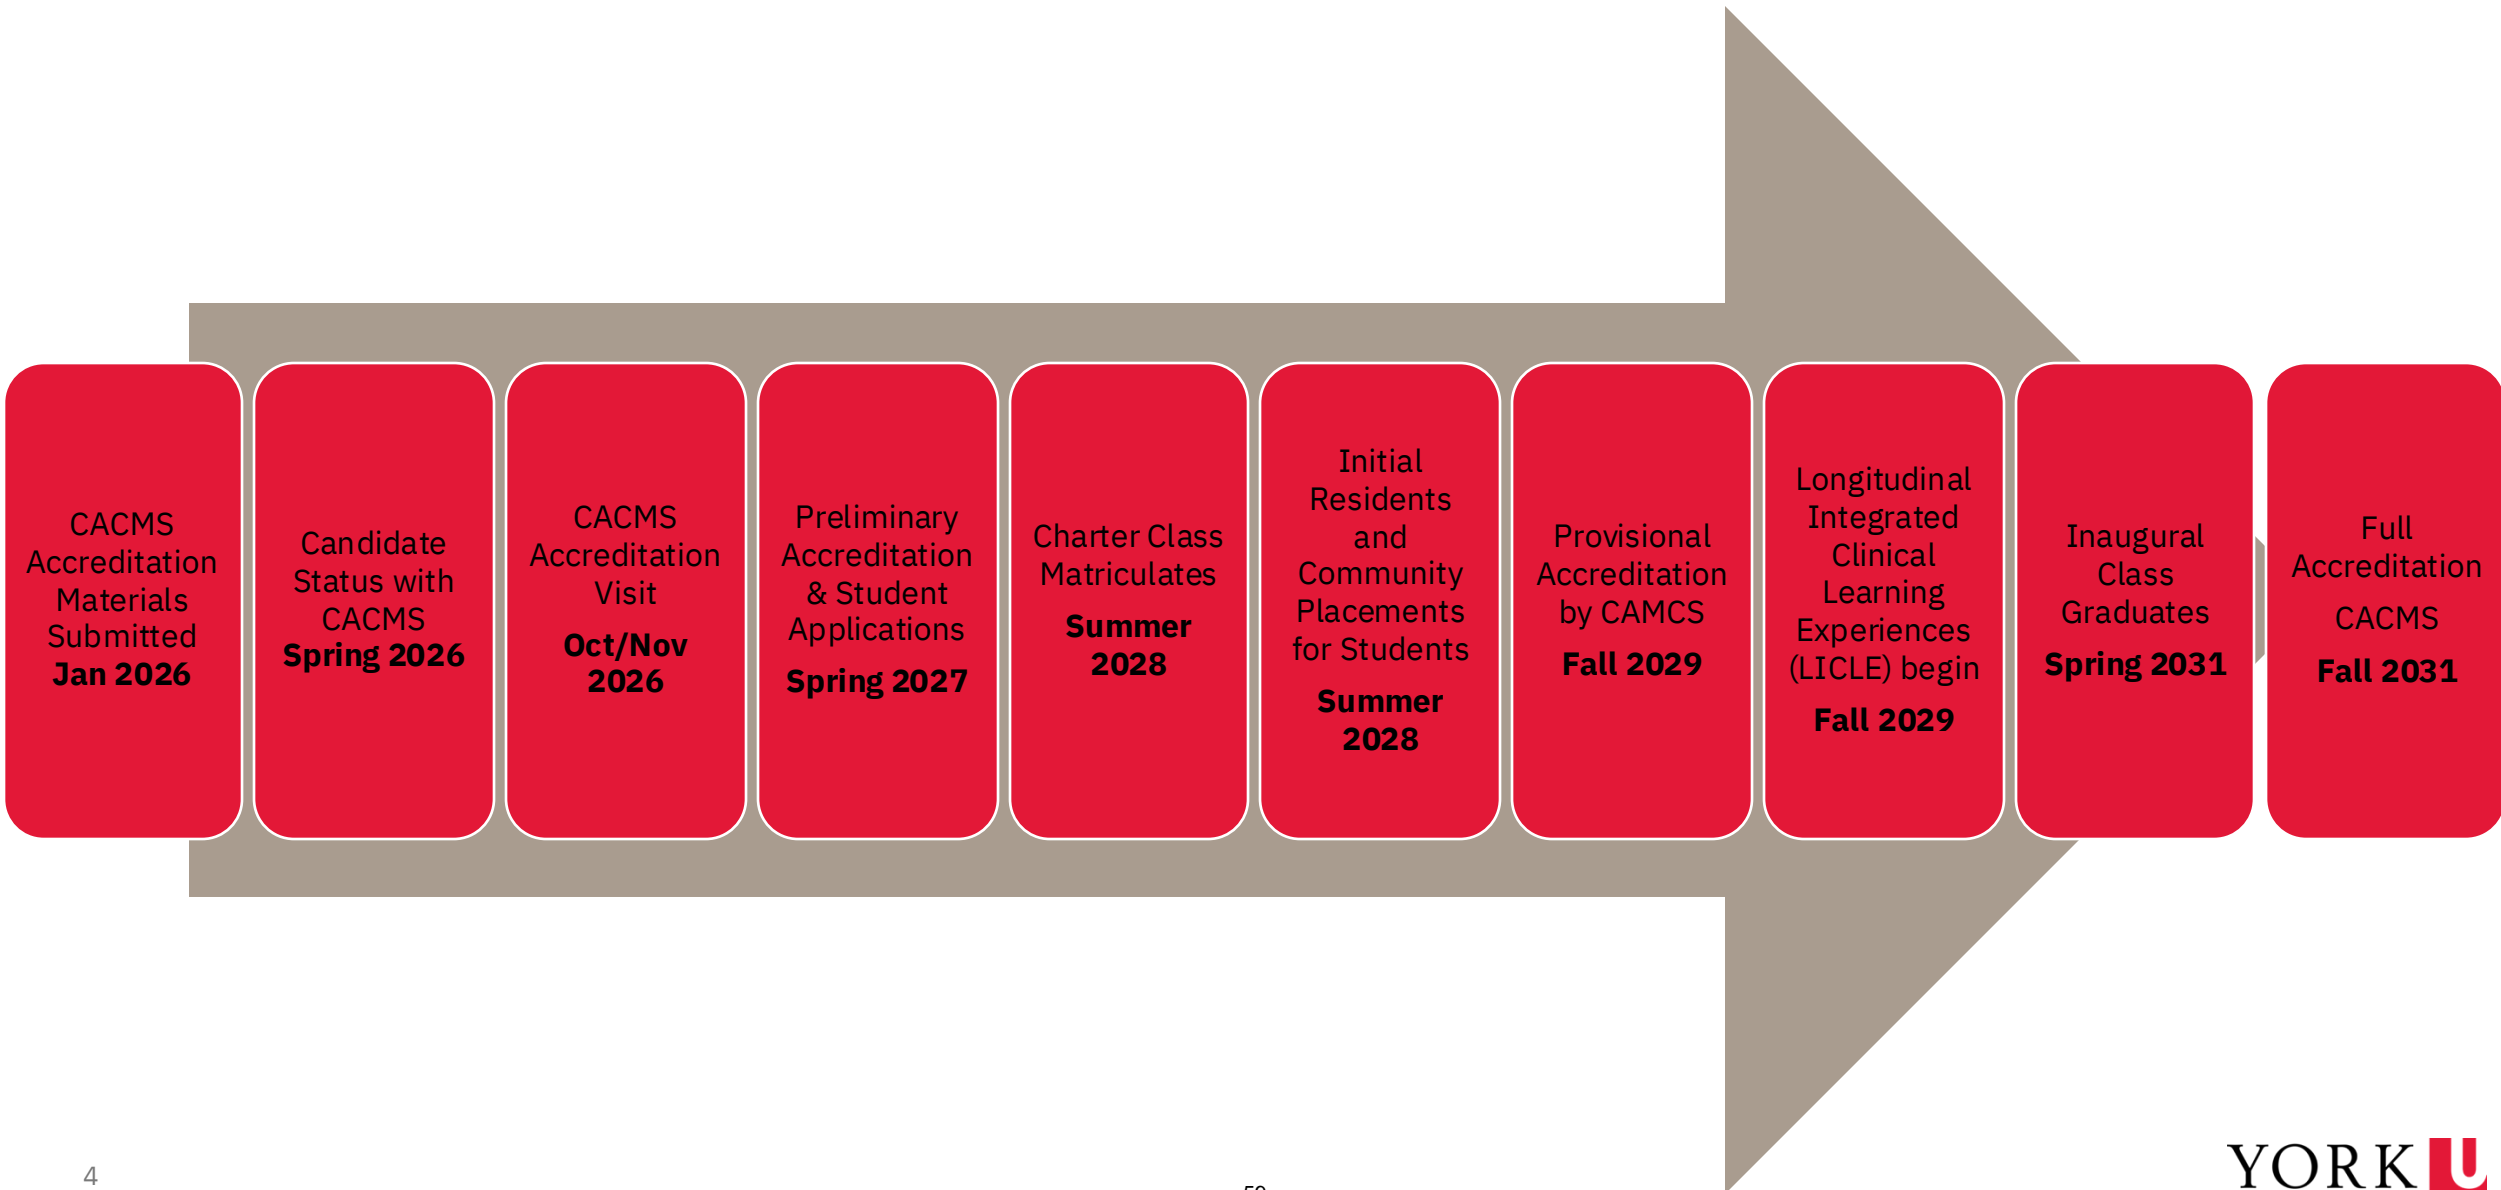 CACMS
Accreditation
Materials
Submitted
Jan 2026
Candidate
Status with
CACMS
Spring 2026
CACMS
Accreditation
Visit
Oct/Nov
2026
Preliminary
Accreditation
& Student
Applications
Spring 2027
Charter Class
Matriculates
Summer
2028
Initial
Residents
and
Community
Placements
for Students
Summer
2028
Provisional
Accreditation
by CAMCS
Fall 2029
Longitudinal
Integrated
Clinical
Learning
Experiences
(LICLE) begin
Fall 2029
Inaugural
Class
Graduates
Spring 2031
Full
Accreditation
CACMS
Fall 2031
4
YORK U